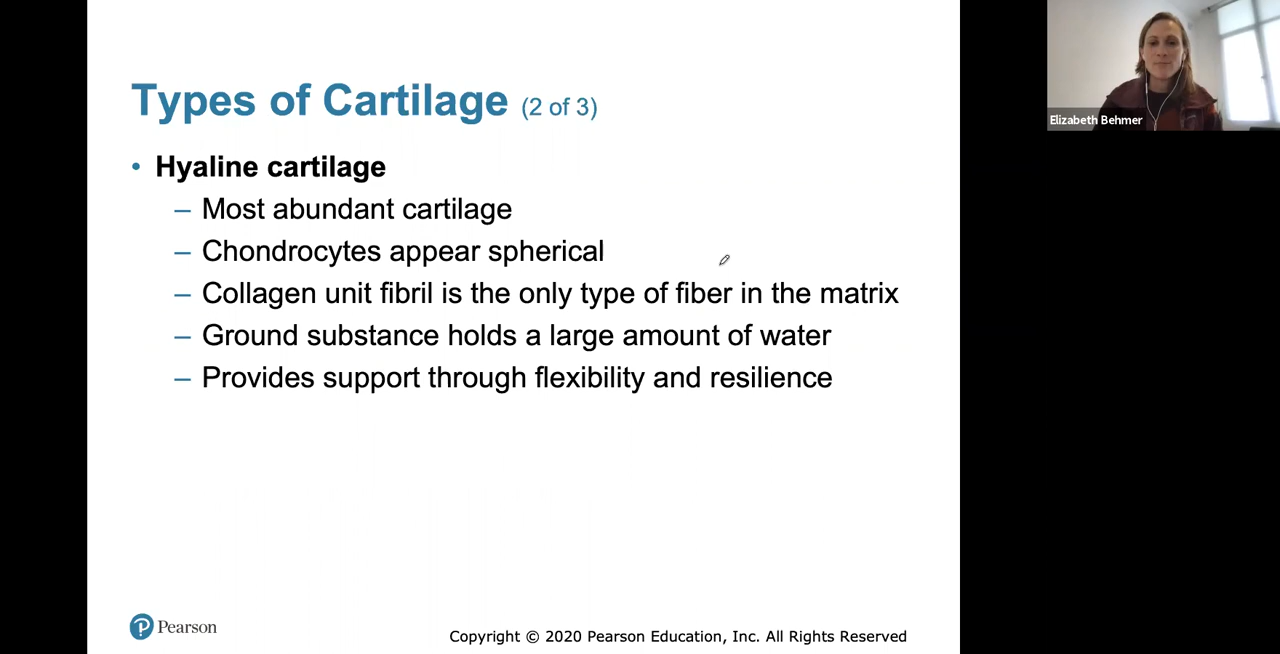 Types of Cartilage (2 of 3)
• Hyaline cartilage
– Most abundant cartilage
– Chondrocytes appear spherical
– Collagen unit fibril is the only type of fiber in the matrix
– Ground substance holds a large amount of water
– Provides support through flexibility and resilience
Pearson
Copyright © 2020 Pearson Education, Inc. All Rights Reserved
Elizabeth Behmer